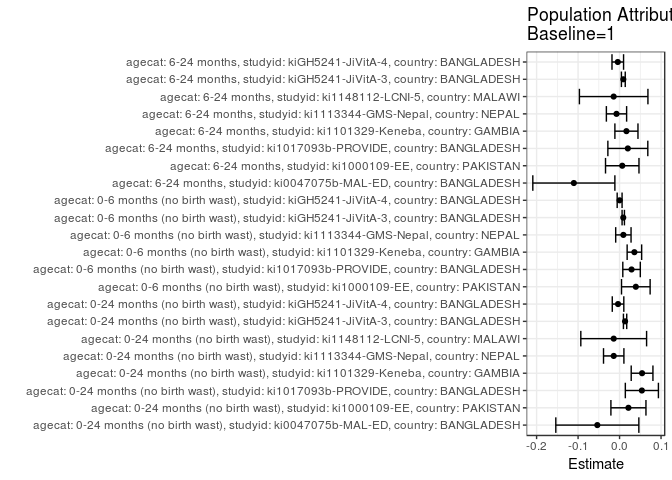 Population Attribut
Baseline=1
agecat: 6-24 months, studyid: kiGH5241-JiVitA-4, country: BANGLADESH
agecat: 6-24 months, studyid: kiGH5241-JiVitA-3, country: BANGLADESH
agecat: 6-24 months, studyid: ki1148112-LCNI-5, country: MALAWI
agecat: 6-24 months, studyid: ki1113344-GMS-Nepal, country: NEPAL
agecat: 6-24 months, studyid: ki1101329-Keneba, country: GAMBIA
agecat: 6-24 months, studyid: ki1017093b-PROVIDE, country: BANGLADESH
agecat: 6-24 months, studyid: ki1000109-EE, country: PAKISTAN
agecat: 6-24 months, studyid: ki0047075b-MAL-ED, country: BANGLADESH
agecat: 0-6 months (no birth wast), studyid: kiGH5241-JiVitA-4, country: BANGLADESH
agecat: 0-6 months (no birth wast), studyid: kiGH5241-JiVitA-3, country: BANGLADESH
agecat: 0-6 months (no birth wast), studyid: ki1113344-GMS-Nepal, country: NEPAL
agecat: 0-6 months (no birth wast), studyid: ki1101329-Keneba, country: GAMBIA
agecat: 0-6 months (no birth wast), studyid: ki1017093b-PROVIDE, country: BANGLADESH
agecat: 0-6 months (no birth wast), studyid: ki1000109-EE, country: PAKISTAN
agecat: 0-24 months (no birth wast), studyid: kiGH5241-JiVitA-4, country: BANGLADESH
agecat: 0-24 months (no birth wast), studyid: kiGH5241-JiVitA-3, country: BANGLADESH
agecat: 0-24 months (no birth wast), studyid: ki1148112-LCNI-5, country: MALAWI
agecat: 0-24 months (no birth wast), studyid: ki1113344-GMS-Nepal, country: NEPAL
agecat: 0-24 months (no birth wast), studyid: ki1101329-Keneba, country: GAMBIA
agecat: 0-24 months (no birth wast), studyid: ki1017093b-PROVIDE, country: BANGLADESH
agecat: 0-24 months (no birth wast), studyid: ki1000109-EE, country: PAKISTAN
agecat: 0-24 months (no birth wast), studyid: ki0047075b-MAL-ED, country: BANGLADESH
-0.2 -0.1 0.0 0.1
Estimate